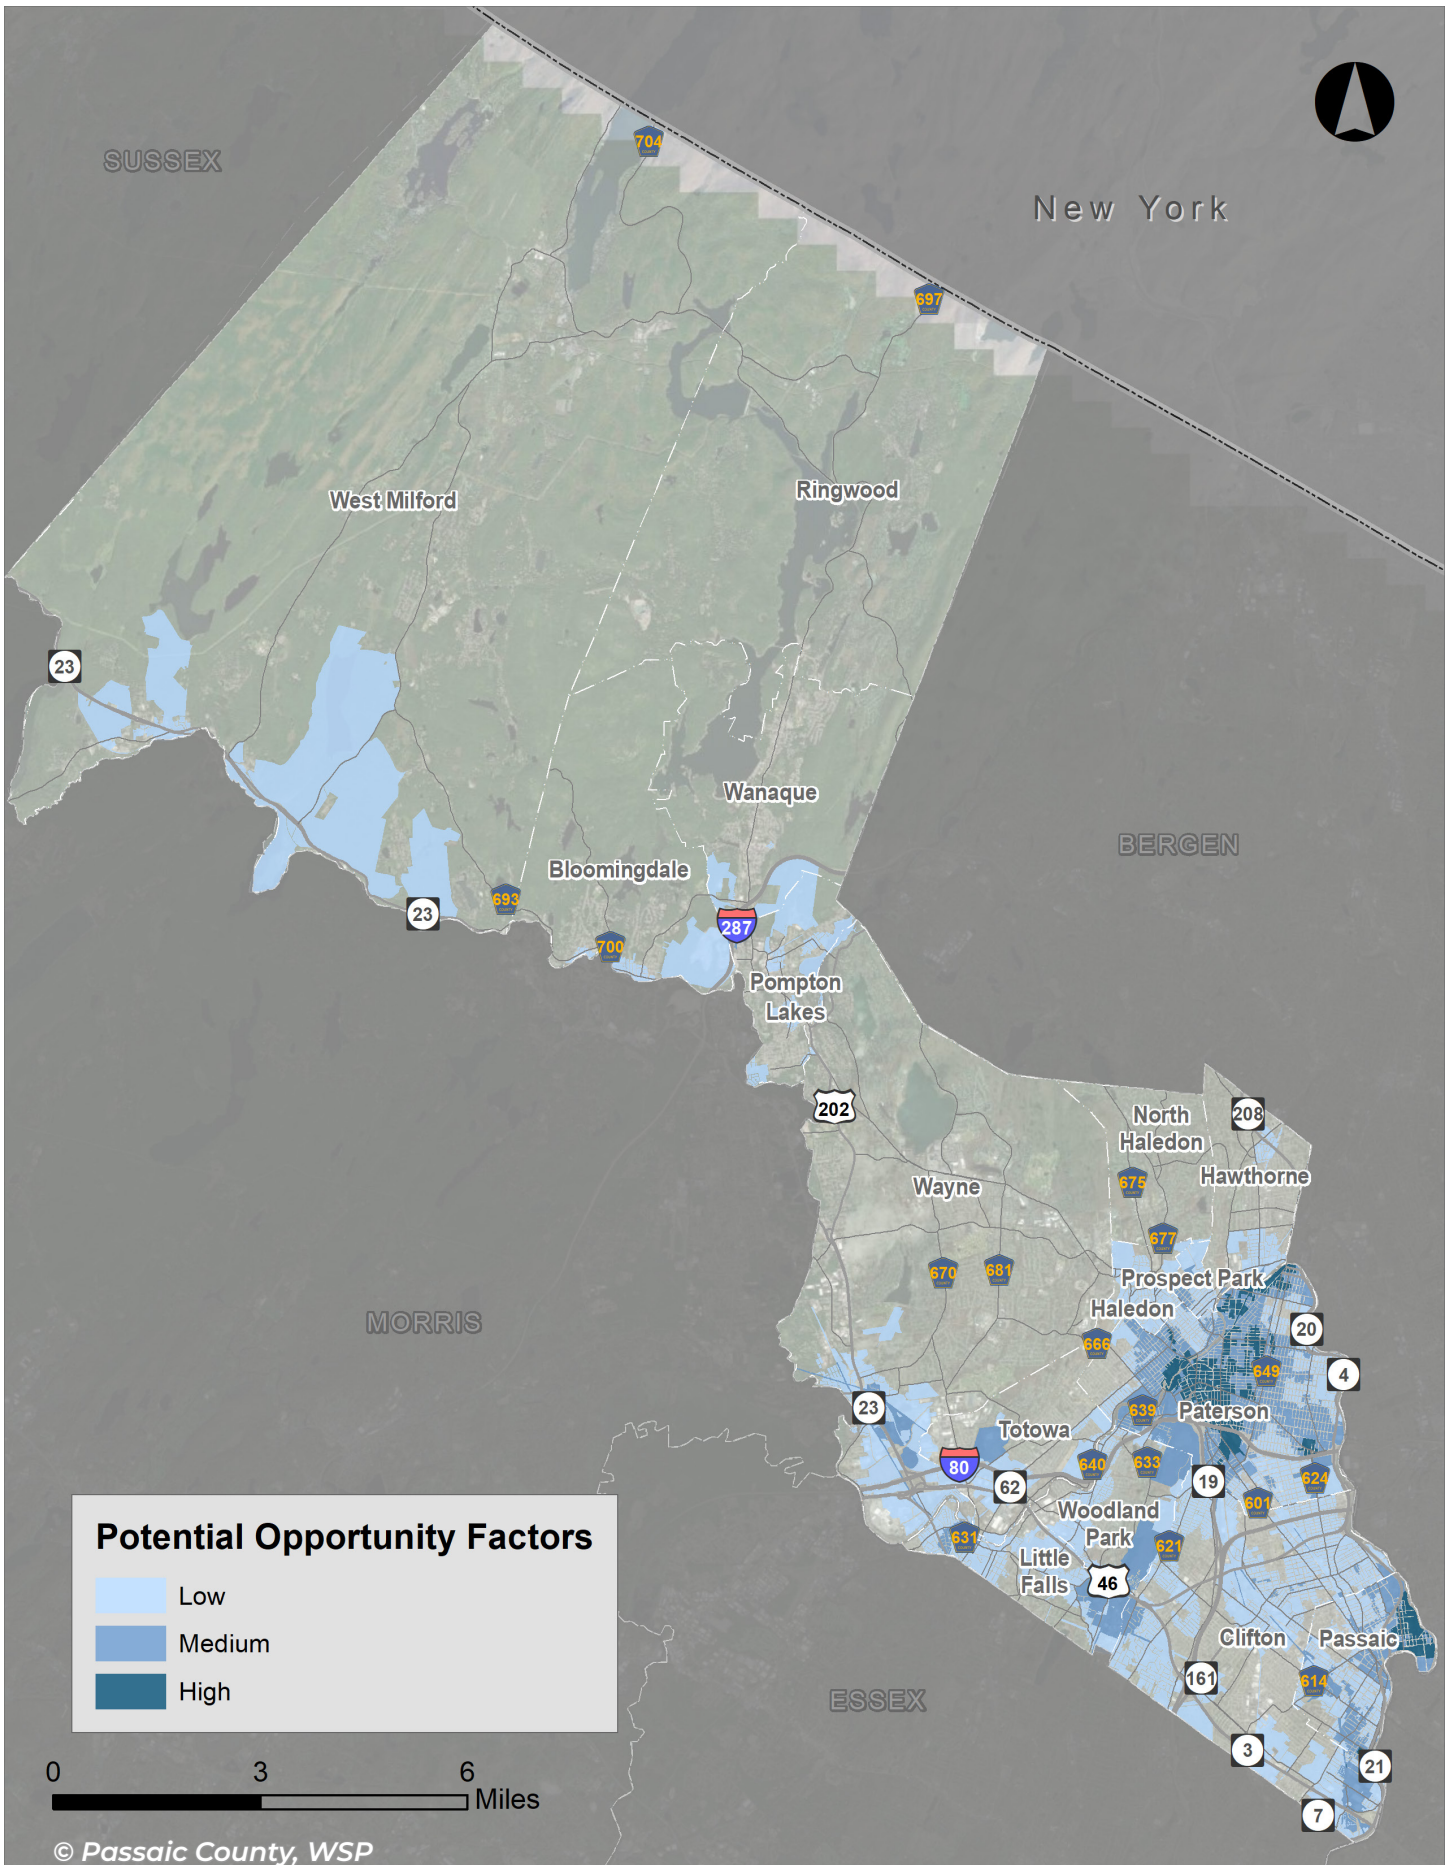 704
SUSSEX
New York
697
West Milford
Ringwood
23
Wanaque
BERGEN
Bloomingdale
693
23
287
700
Pompton
Lakes
202
North
Haledon
208
Wayne
675
Hawthorne
677
670
681
Prospect Park
Haledon
MORRIS
666
20
649
4
23
639
Paterson
Totowa
80
640
633
62
19
624
601
Woodland
Park
631
621
Little
Falls
46
Clifton
Passaic
161
614
ESSEX
3
21
7
Potential Opportunity Factors
Low
Medium
High
0 3 6
Miles
© Passaic County, WSP